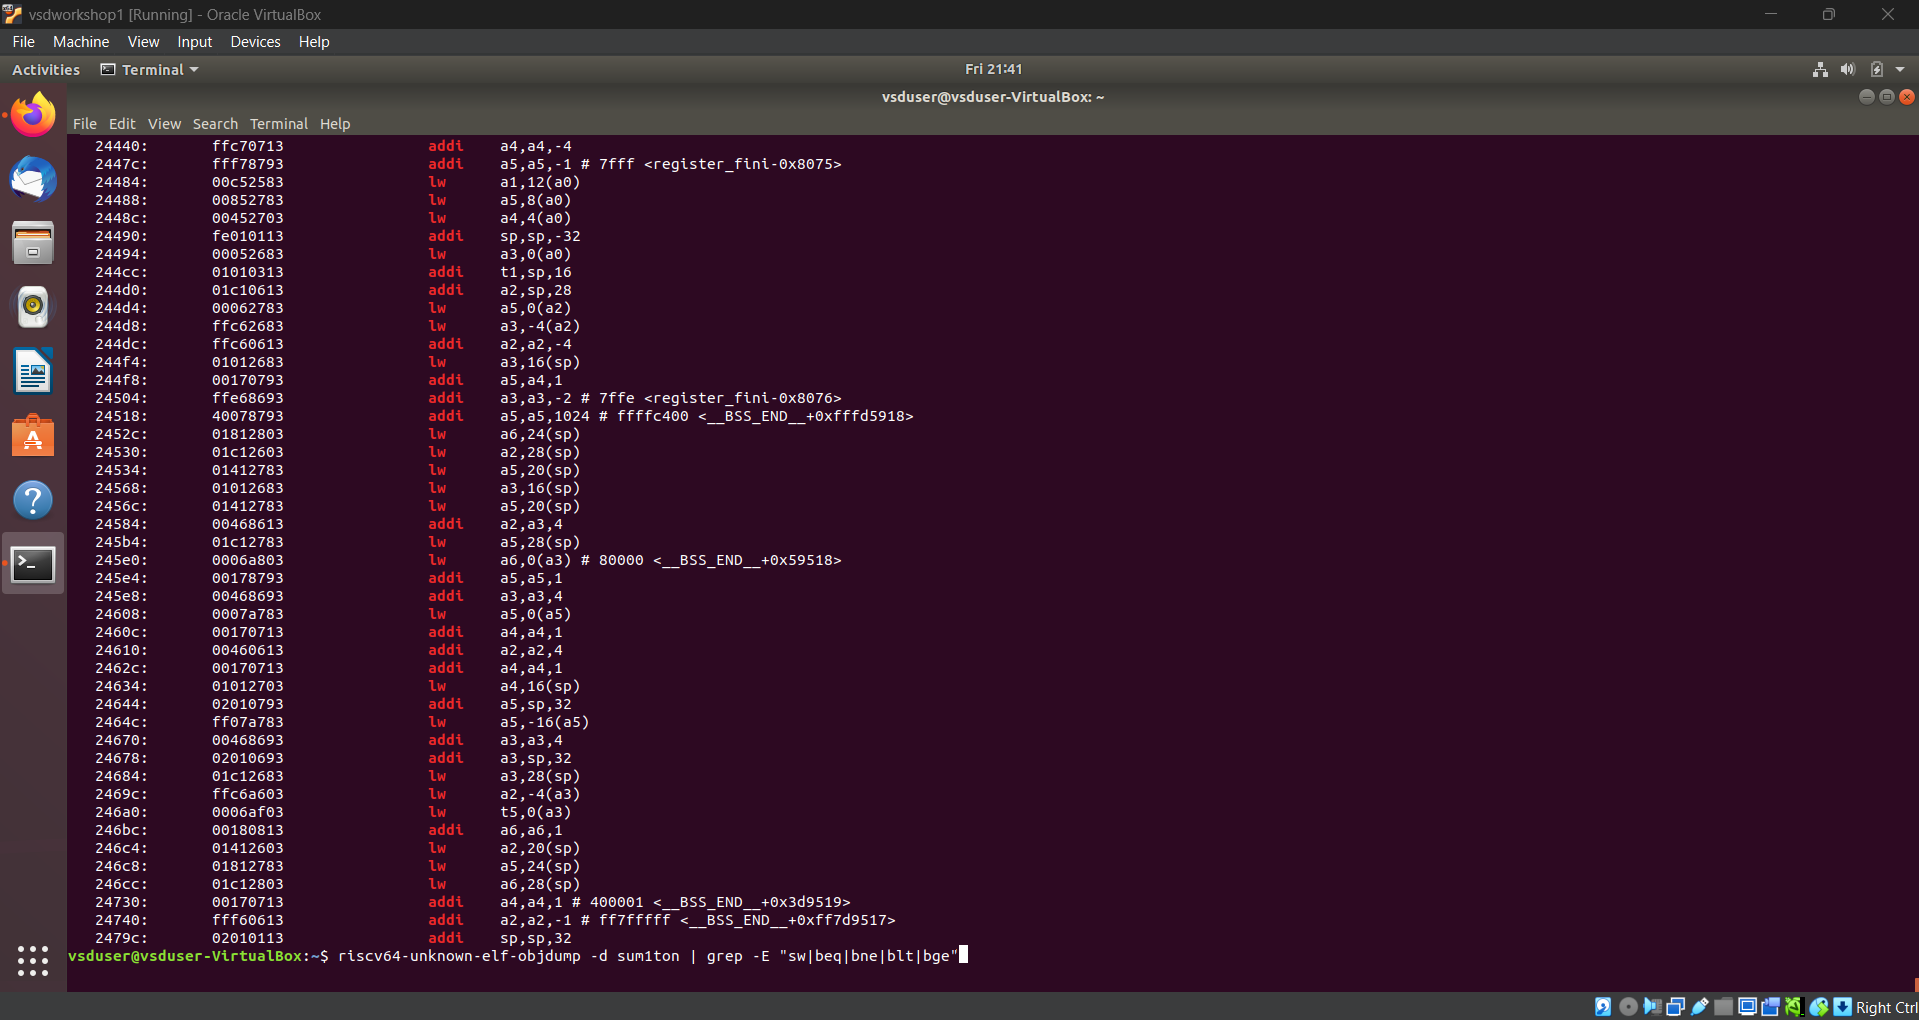 vsdworkshop1 [Running] - Oracle VirtualBox
File Machine View Input Devices Help
Activities Terminal Fri 21:41
vsduser@vsduser-VirtualBox: ~
File Edit View Search Terminal Help
24440: ffc70713 addi a4,a4,-4
2447c: fff78793 addi a5,a5,-1 # 7fff <register_fini-0x8075>
24484: 00c52583 lw a1,12(a0)
24488: 00852783 lw a5,8(a0)
2448c: 00452703 lw a4,4(a0)
24490: fe010113 addi sp,sp,-32
24494: 00052683 lw a3,0(a0)
244cc: 01010313 addi t1,sp,16
244d0: 01c10613 addi a2,sp,28
244d4: 00062783 lw a5,0(a2)
244d8: ffc62683 lw a3,-4(a2)
244dc: ffc60613 addi a2,a2,-4
244f4: 01012683 lw a3,16(sp)
244f8: 00170793 addi a5,a4,1
24504: ffe68693 addi a3,a3,-2 # 7ffe <register_fini-0x8076>
24518: 40078793 addi a5,a5,1024 # ffffc400 <__BSS_END__+0xfffd5918>
2452c: 01812803 lw a6,24(sp)
24530: 01c12603 lw a2,28(sp)
24534: 01412783 lw a5,20(sp)
24568: 01012683 lw a3,16(sp)
2456c: 01412783 lw a5,20(sp)
24584: 00468613 addi a2,a3,4
245b4: 01c12783 lw a5,28(sp)
245e0: 0006a803 lw a6,0(a3) # 80000 <__BSS_END__+0x59518>
245e4: 00178793 addi a5,a5,1
245e8: 00468693 addi a3,a3,4
24608: 0007a783 lw a5,0(a5)
2460c: 00170713 addi a4,a4,1
24610: 00460613 addi a2,a2,4
2462c: 00170713 addi a4,a4,1
24634: 01012703 lw a4,16(sp)
24644: 02010793 addi a5,sp,32
2464c: ff07a783 lw a5,-16(a5)
24670: 00468693 addi a3,a3,4
24678: 02010693 addi a3,sp,32
24684: 01c12683 lw a3,28(sp)
2469c: ffc6a603 lw a2,-4(a3)
246a0: 0006af03 lw t5,0(a3)
246bc: 00180813 addi a6,a6,1
246c4: 01412603 lw a2,20(sp)
246c8: 01812783 lw a5,24(sp)
246cc: 01c12803 lw a6,28(sp)
24730: 00170713 addi a4,a4,1 # 400001 <__BSS_END__+0x3d9519>
24740: fff60613 addi a2,a2,-1 # ff7fffff <__BSS_END__+0xff7d9517>
2479c: 02010113 addi sp,sp,32
vsduser@vsduser-VirtualBox:~$ riscv64-unknown-elf-objdump -d sum1ton | grep -E "sw|beq|bne|blt|bge"
Right Ctrl